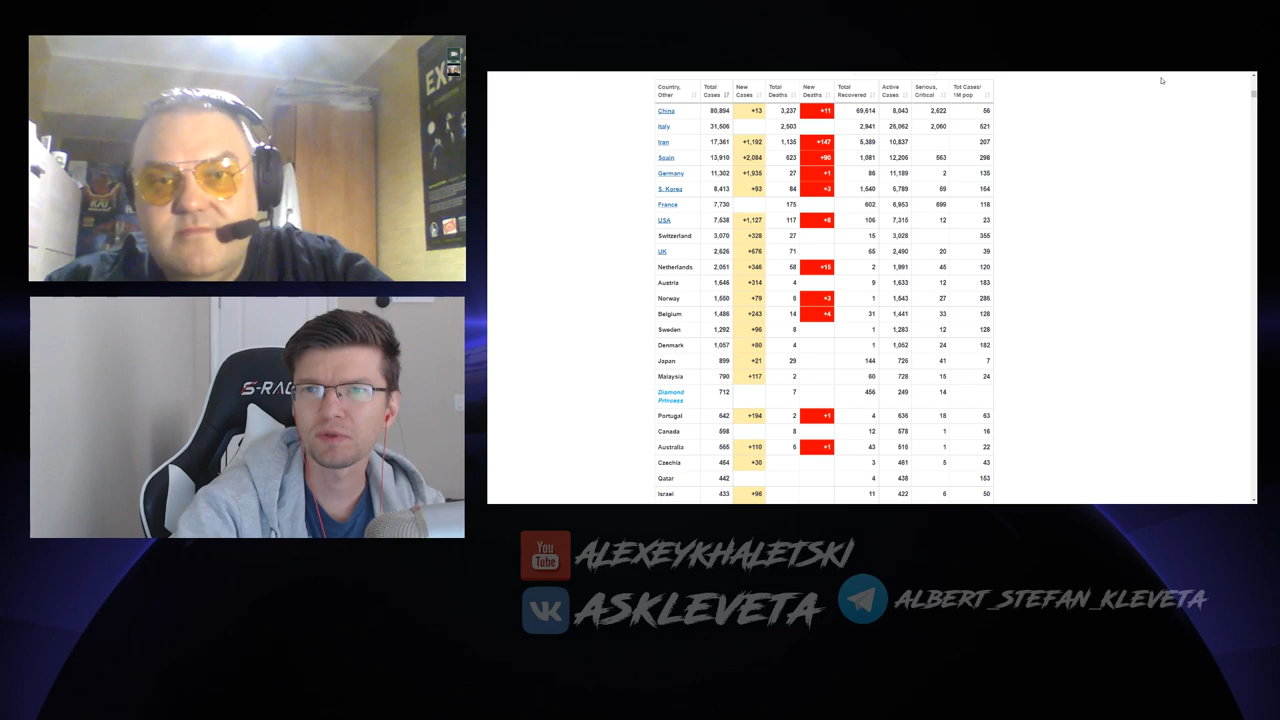 EXP
S-RAC
Country, Other Total Cases New Cases Total Deaths New Deaths Total Recovered Active Cases Serious, Critical Tot Cases/ 1M pop
China 80,894 +13 3,237 +11 69,614 8,043 2,622 56
Italy 31,506 2,503 2,941 26,062 2,060 521
Iran 17,361 +1,192 1,135 +147 5,389 10,837 207
Spain 13,910 +2,084 623 +90 1,081 12,206 563 298
Germany 11,302 +1,935 27 +1 86 11,189 2 135
S. Korea 8,413 +93 84 +3 1,540 6,789 59 164
France 7,730 175 602 6,953 699 118
USA 7,538 +1,127 117 +8 106 7,315 12 23
Switzerland 3,070 +328 27 15 3,028 355
UK 2,626 +676 71 65 2,490 20 39
Netherlands 2,051 +346 58 +15 2 1,991 45 120
Austria 1,646 +314 4 9 1,633 12 183
Norway 1,550 +79 6 +3 1 1,543 27 286
Belgium 1,486 +243 14 +4 31 1,441 33 128
Sweden 1,292 +96 8 1 1,283 12 128
Denmark 1,057 +80 4 1 1,052 24 182
Japan 899 +21 29 144 726 41 7
Malaysia 790 +117 2 60 728 15 24
Diamond Princess 712 7 456 249 14
Portugal 642 +194 2 +1 4 636 18 63
Canada 598 8 12 578 1 16
Australia 565 +110 6 +1 43 516 1 22
Czechia 464 +30 3 461 5 43
Qatar 442 4 438 153
Israel 433 +96 11 422 6 50
You Tube ALEXEYKHALETSKI
VK ASKLEVETA
ALBERT_STEFAN_KLEVETA